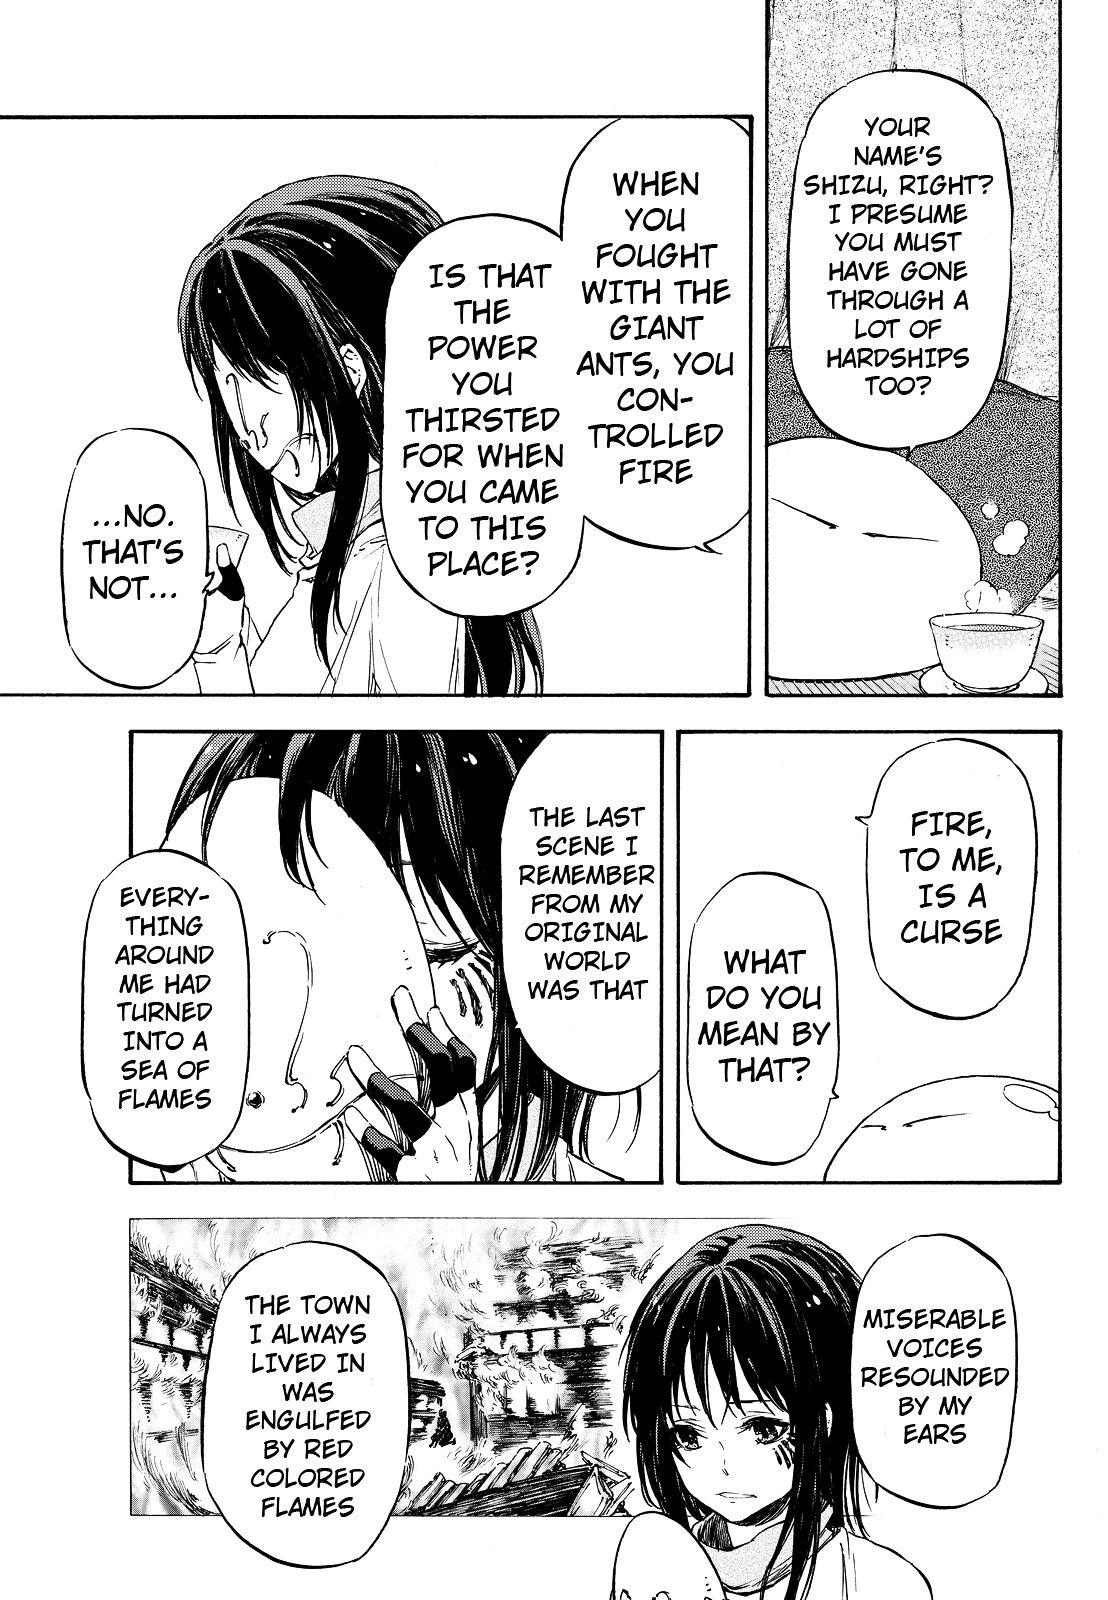 YOUR
NAME'S
SHIZU, RIGHT?
I PRESUME
YOU MUST
HAVE GONE
THROUGH A
LOT OF
HARDSHIPS
TOO?
WHEN
YOU
FOUGHT
WITH THE
GIANT
ANTS, YOU
CON-
TROLLED
FIRE
IS THAT
THE
POWER
YOU
THIRSTED
FOR WHEN
YOU CAME
TO THIS
PLACE?
...NO.
THAT'S
NOT...
FIRE,
TO ME,
IS A
CURSE
WHAT
DO YOU
MEAN BY
THAT?
THE LAST
SCENE I
REMEMBER
FROM MY
ORIGINAL
WORLD
WAS THAT
EVERY-
THING
AROUND
ME HAD
TURNED
INTO A
SEA OF
FLAMES
MISERABLE
VOICES
RESOUNDED
BY MY
EARS
THE TOWN
I ALWAYS
LIVED IN
WAS
ENGULFED
BY RED
COLORED
FLAMES